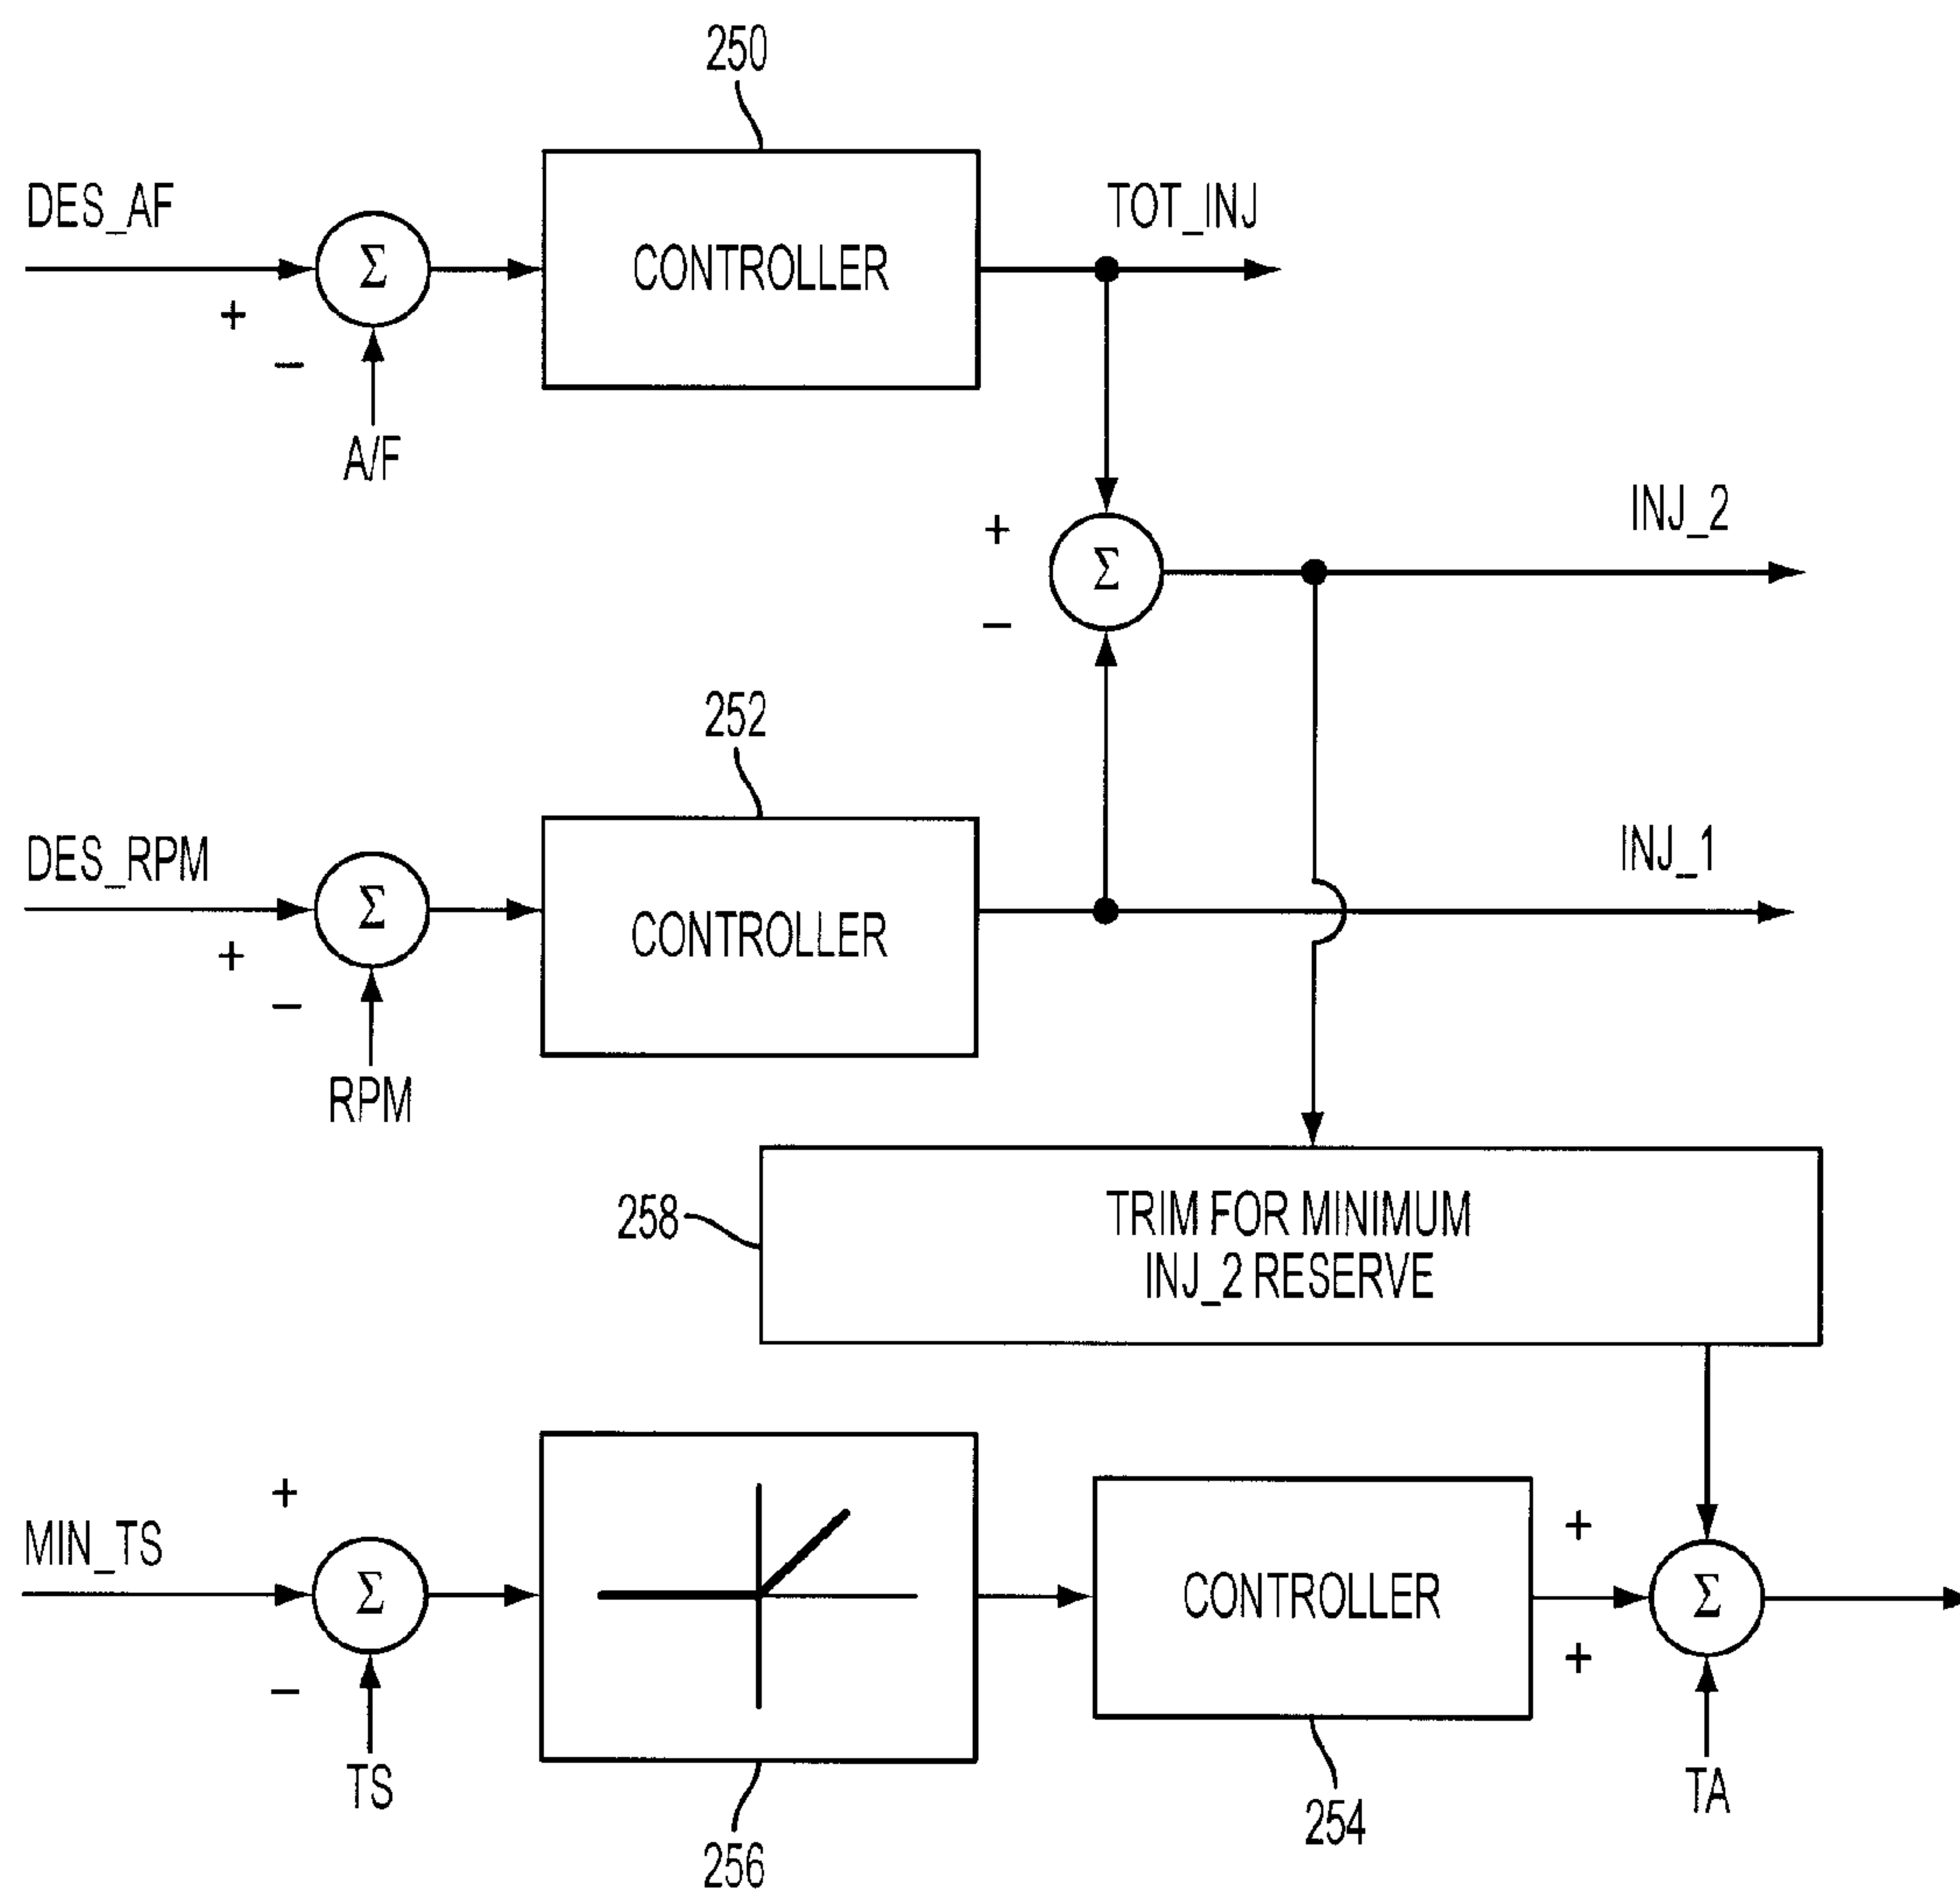 250
DES_AF
Σ
CONTROLLER
TOT_INJ
+
−
A/F
+
Σ
−
INJ_2
252
DES_RPM
Σ
CONTROLLER
INJ_1
+
−
RPM
258
TRIM FOR MINIMUM
INJ_2 RESERVE
MIN_TS
+
Σ
−
TS
256
CONTROLLER
254
+
+
Σ
TA